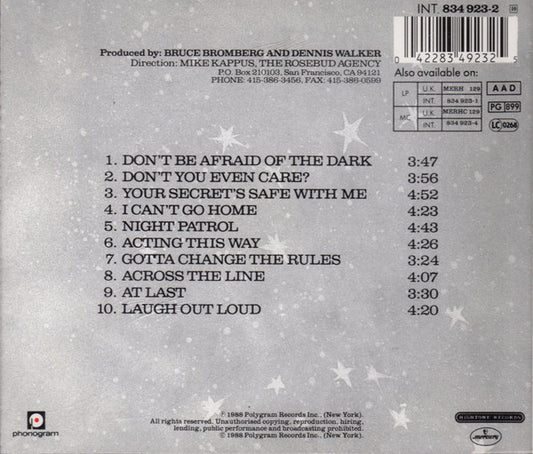 INT. 834 923-2
0 42283 49232 5
Produced by: BRUCE BROMBERG AND DENNIS WALKER
Direction: MIKE KAPPUS, THE ROSEBUD AGENCY
P.O. Box 210103, San Francisco, CA 94121
PHONE: 415-386-3456, FAX: 415-386-0599
Also available on:
LP U.K. MERH 129
INT. 834 923-1
MC U.K. MERHC 129
INT. 834 923-4
AAD
PG 899
LC 0268
1. DON'T BE AFRAID OF THE DARK 3:47
2. DON'T YOU EVEN CARE? 3:56
3. YOUR SECRET'S SAFE WITH ME 4:52
4. I CAN'T GO HOME 4:23
5. NIGHT PATROL 4:43
6. ACTING THIS WAY 4:26
7. GOTTA CHANGE THE RULES 3:24
8. ACROSS THE LINE 4:07
9. AT LAST 3:30
10. LAUGH OUT LOUD 4:20
℗ 1988 Polygram Records Inc., (New York).
All rights reserved. Unauthorised copying, reproduction, hiring,
lending, public performance and broadcasting prohibited.
© 1988 Polygram Records Inc., (New York).
phonogram
HIGHTONE RECORDS
mercury